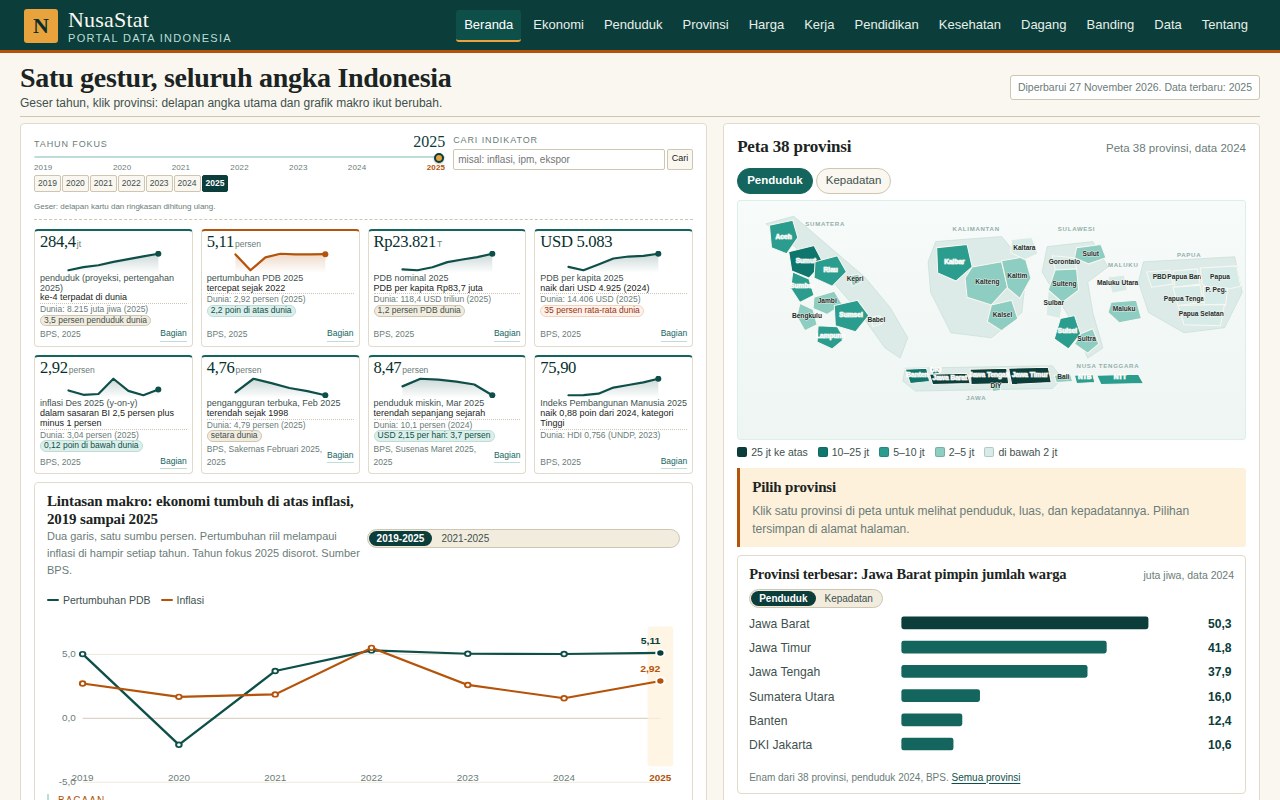 N
NusaStat
PORTAL DATA INDONESIA
Beranda Ekonomi Penduduk Provinsi Harga Kerja Pendidikan Kesehatan Dagang Banding Data Tentang
Satu gestur, seluruh angka Indonesia
Geser tahun, klik provinsi: delapan angka utama dan grafik makro ikut berubah.
Diperbarui 27 November 2026. Data terbaru: 2025
TAHUN FOKUS 2025
2019 2020 2021 2022 2023 2024 2025
2019 2020 2021 2022 2023 2024 2025
Geser: delapan kartu dan ringkasan dihitung ulang.
CARI INDIKATOR
misal: inflasi, ipm, ekspor Cari
284,4 jt
penduduk (proyeksi, pertengahan
2025)
ke-4 terpadat di dunia
Dunia: 8.215 juta jiwa (2025)
3,5 persen penduduk dunia
BPS, 2025 Bagian
5,11 persen
pertumbuhan PDB 2025
tercepat sejak 2022
Dunia: 2,92 persen (2025)
2,2 poin di atas dunia
BPS, 2025 Bagian
Rp23.821 T
PDB nominal 2025
PDB per kapita Rp83,7 juta
Dunia: 118,4 USD triliun (2025)
1,2 persen PDB dunia
BPS, 2025 Bagian
USD 5.083
PDB per kapita 2025
naik dari USD 4.925 (2024)
Dunia: 14.406 USD (2025)
35 persen rata-rata dunia
BPS, 2025 Bagian
2,92 persen
inflasi Des 2025 (y-on-y)
dalam sasaran BI 2,5 persen plus
minus 1 persen
Dunia: 3,04 persen (2025)
0,12 poin di bawah dunia
BPS, 2025 Bagian
4,76 persen
pengangguran terbuka, Feb 2025
terendah sejak 1998
Dunia: 4,79 persen (2025)
setara dunia
BPS, Sakernas Februari 2025,
2025 Bagian
8,47 persen
penduduk miskin, Mar 2025
terendah sepanjang sejarah
Dunia: 10,1 persen (2024)
USD 2,15 per hari: 3,7 persen
BPS, Susenas Maret 2025,
2025 Bagian
75,90
Indeks Pembangunan Manusia 2025
naik 0,88 poin dari 2024, kategori
Tinggi
Dunia: HDI 0,756 (UNDP, 2023)
BPS, 2025 Bagian
Lintasan makro: ekonomi tumbuh di atas inflasi,
2019 sampai 2025
Dua garis, satu sumbu persen. Pertumbuhan riil melampaui
inflasi di hampir setiap tahun. Tahun fokus 2025 disorot. Sumber
BPS.
2019-2025 2021-2025
Pertumbuhan PDB Inflasi
5,11
5,0
2,92
0,0
-5,0
2019 2020 2021 2022 2023 2024 2025
BAGAAN
Peta 38 provinsi
Peta 38 provinsi, data 2024
Penduduk Kepadatan
SUMATERA KALIMANTAN SULAWESI
MALUKU PAPUA
Aceh
Riau
Kepri
Jambi
Bengkulu
Babel
Kalbar
Kalteng
Kaltara
Kaltim
Kalsel
Gorontalo
Sulut
Sulteng
Sulbar
Sultra
Maluku Utara
Maluku
PBD
Papua Bar
Papua
P. Peg.
Papua Tenga
Papua Selatan
DIY
Bali
JAWA
NUSA TENGGARA
25 jt ke atas 10–25 jt 5–10 jt 2–5 jt di bawah 2 jt
Pilih provinsi
Klik satu provinsi di peta untuk melihat penduduk, luas, dan kepadatannya. Pilihan
tersimpan di alamat halaman.
Provinsi terbesar: Jawa Barat pimpin jumlah warga
juta jiwa, data 2024
Penduduk Kepadatan
Jawa Barat 50,3
Jawa Timur 41,8
Jawa Tengah 37,9
Sumatera Utara 16,0
Banten 12,4
DKI Jakarta 10,6
Enam dari 38 provinsi, penduduk 2024, BPS. Semua provinsi